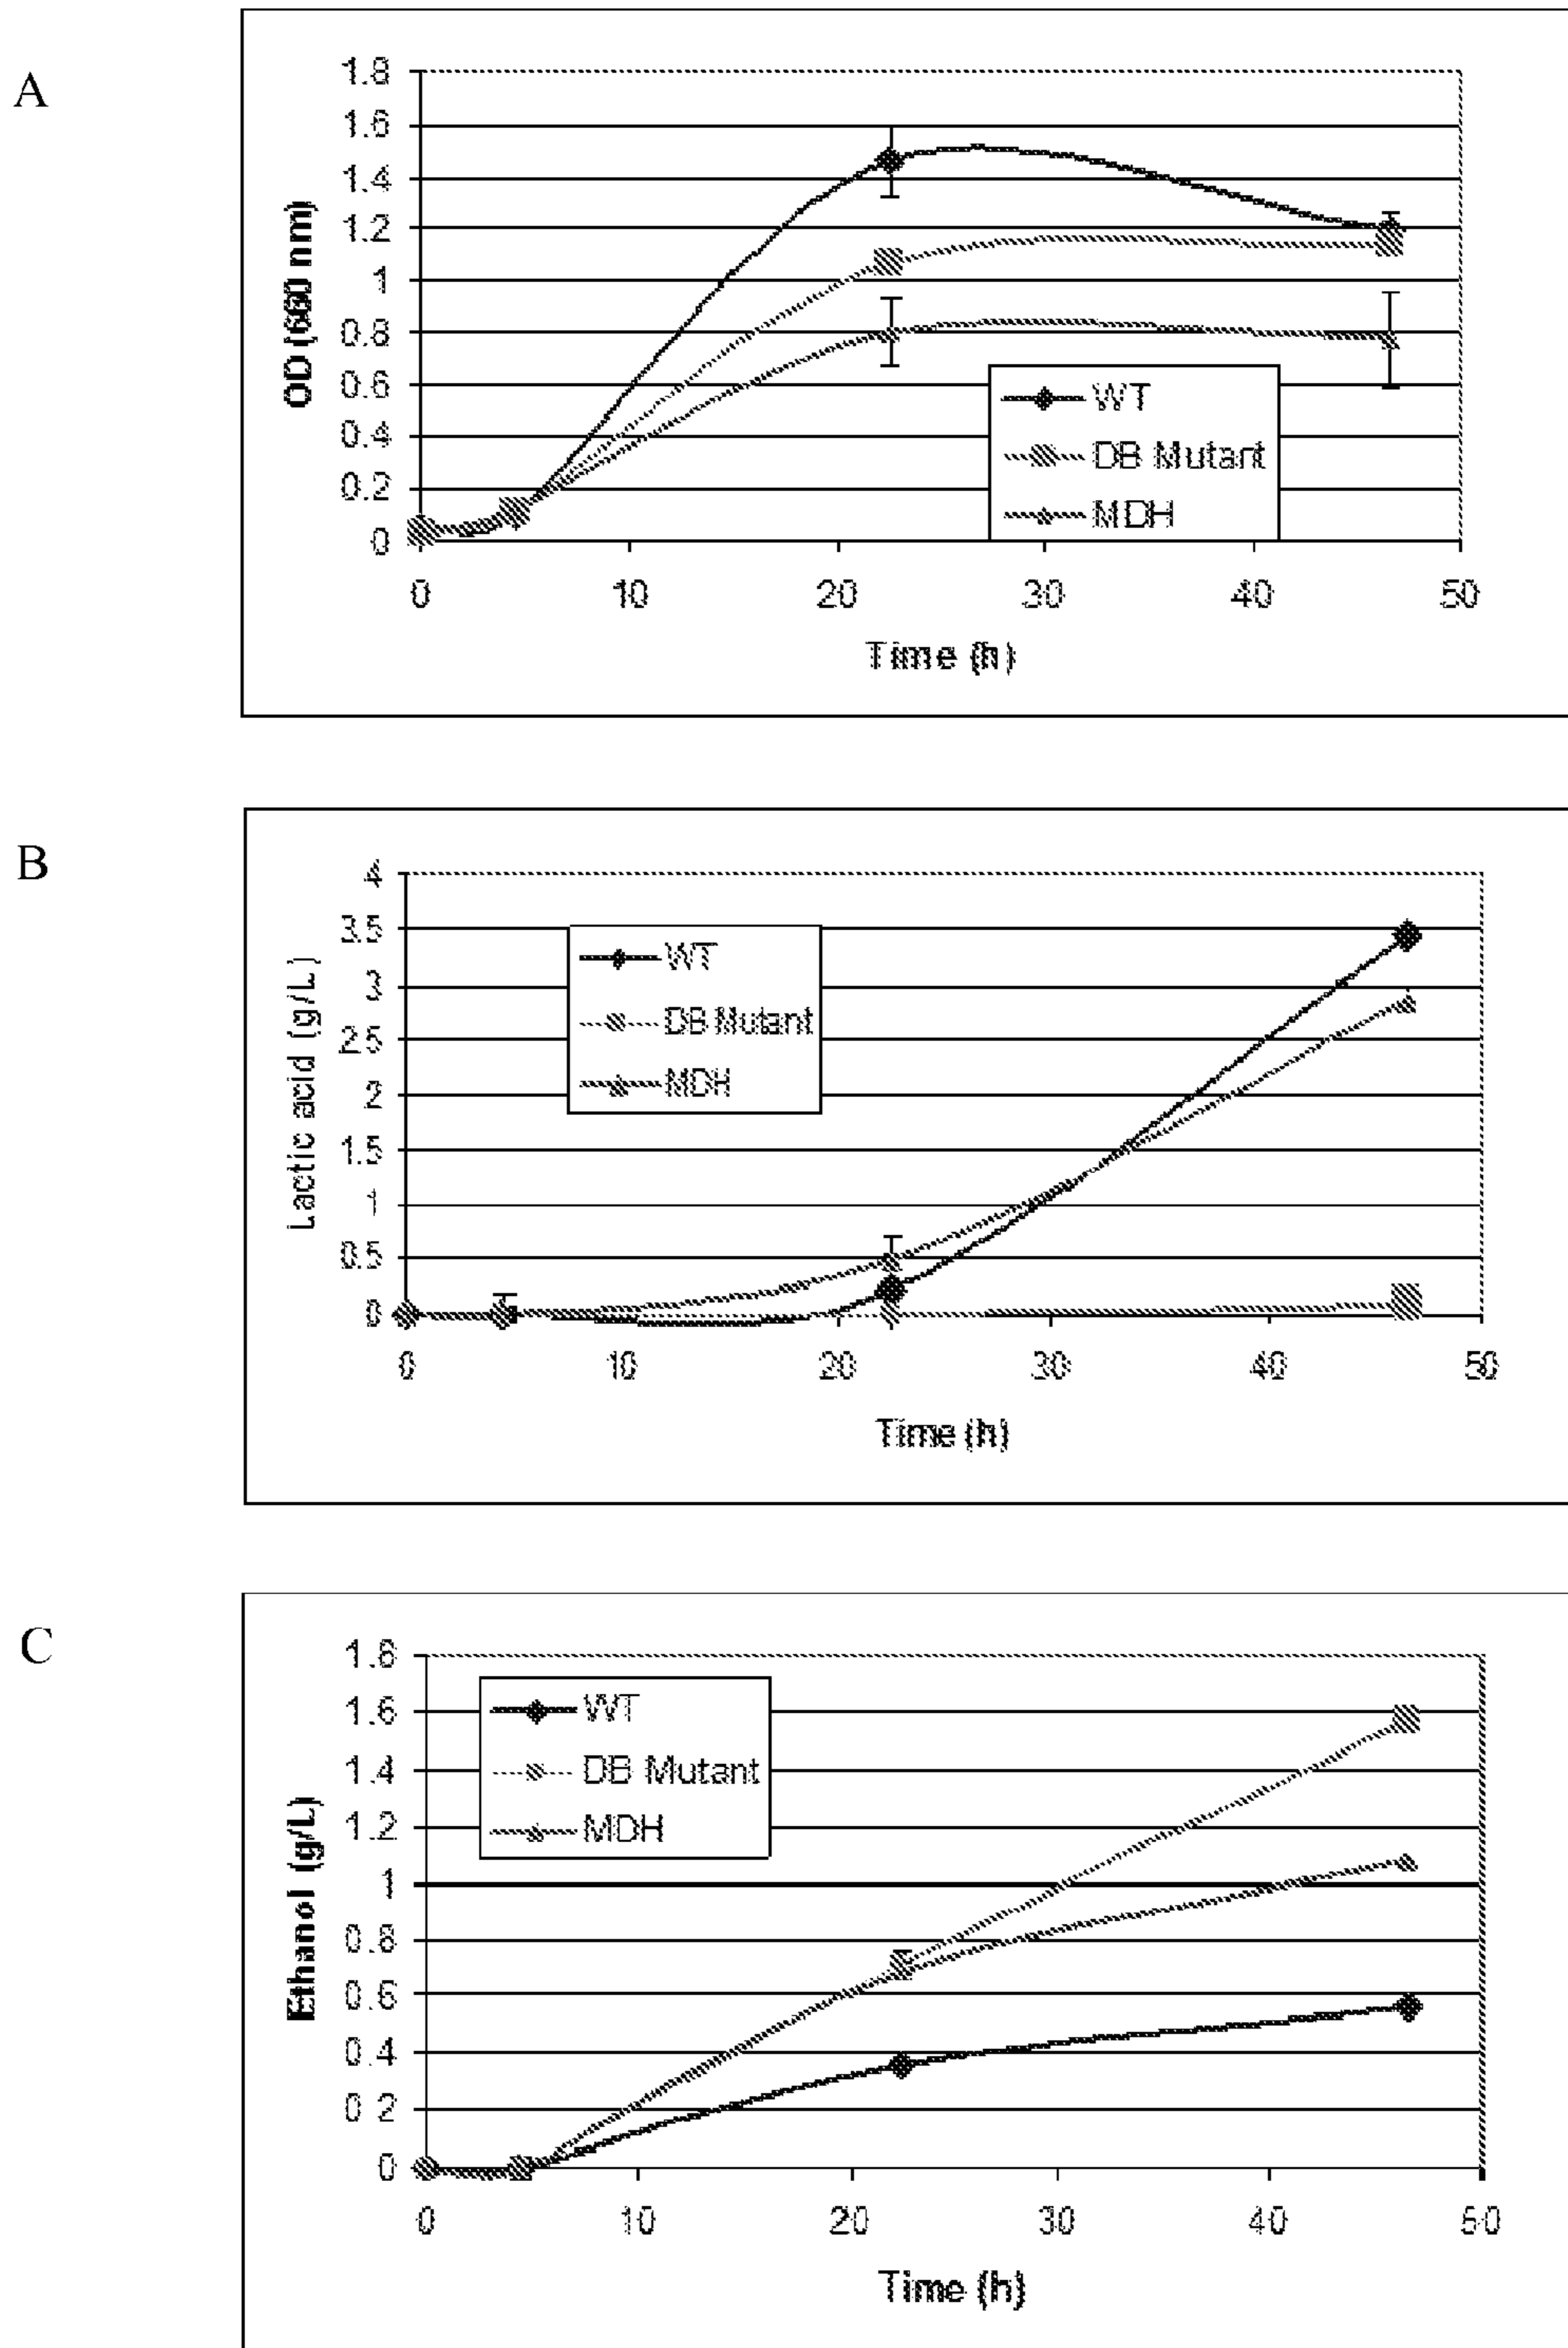 A
1.8
1.6
1.4
1.2
1
0.8
0.6
0.4
0.2
0
OD (660 nm)
WT
DB Mutant
MDH
0 10 20 30 40 50
Time (h)
B
4
3.5
3
2.5
2
1.5
1
0.5
0
Lactic acid (g/L)
WT
DB Mutant
MDH
0 10 20 30 40 50
Time (h)
C
1.8
1.6
1.4
1.2
1
0.8
0.6
0.4
0.2
0
Ethanol (g/L)
WT
DB Mutant
MDH
0 10 20 30 40 50
Time (h)